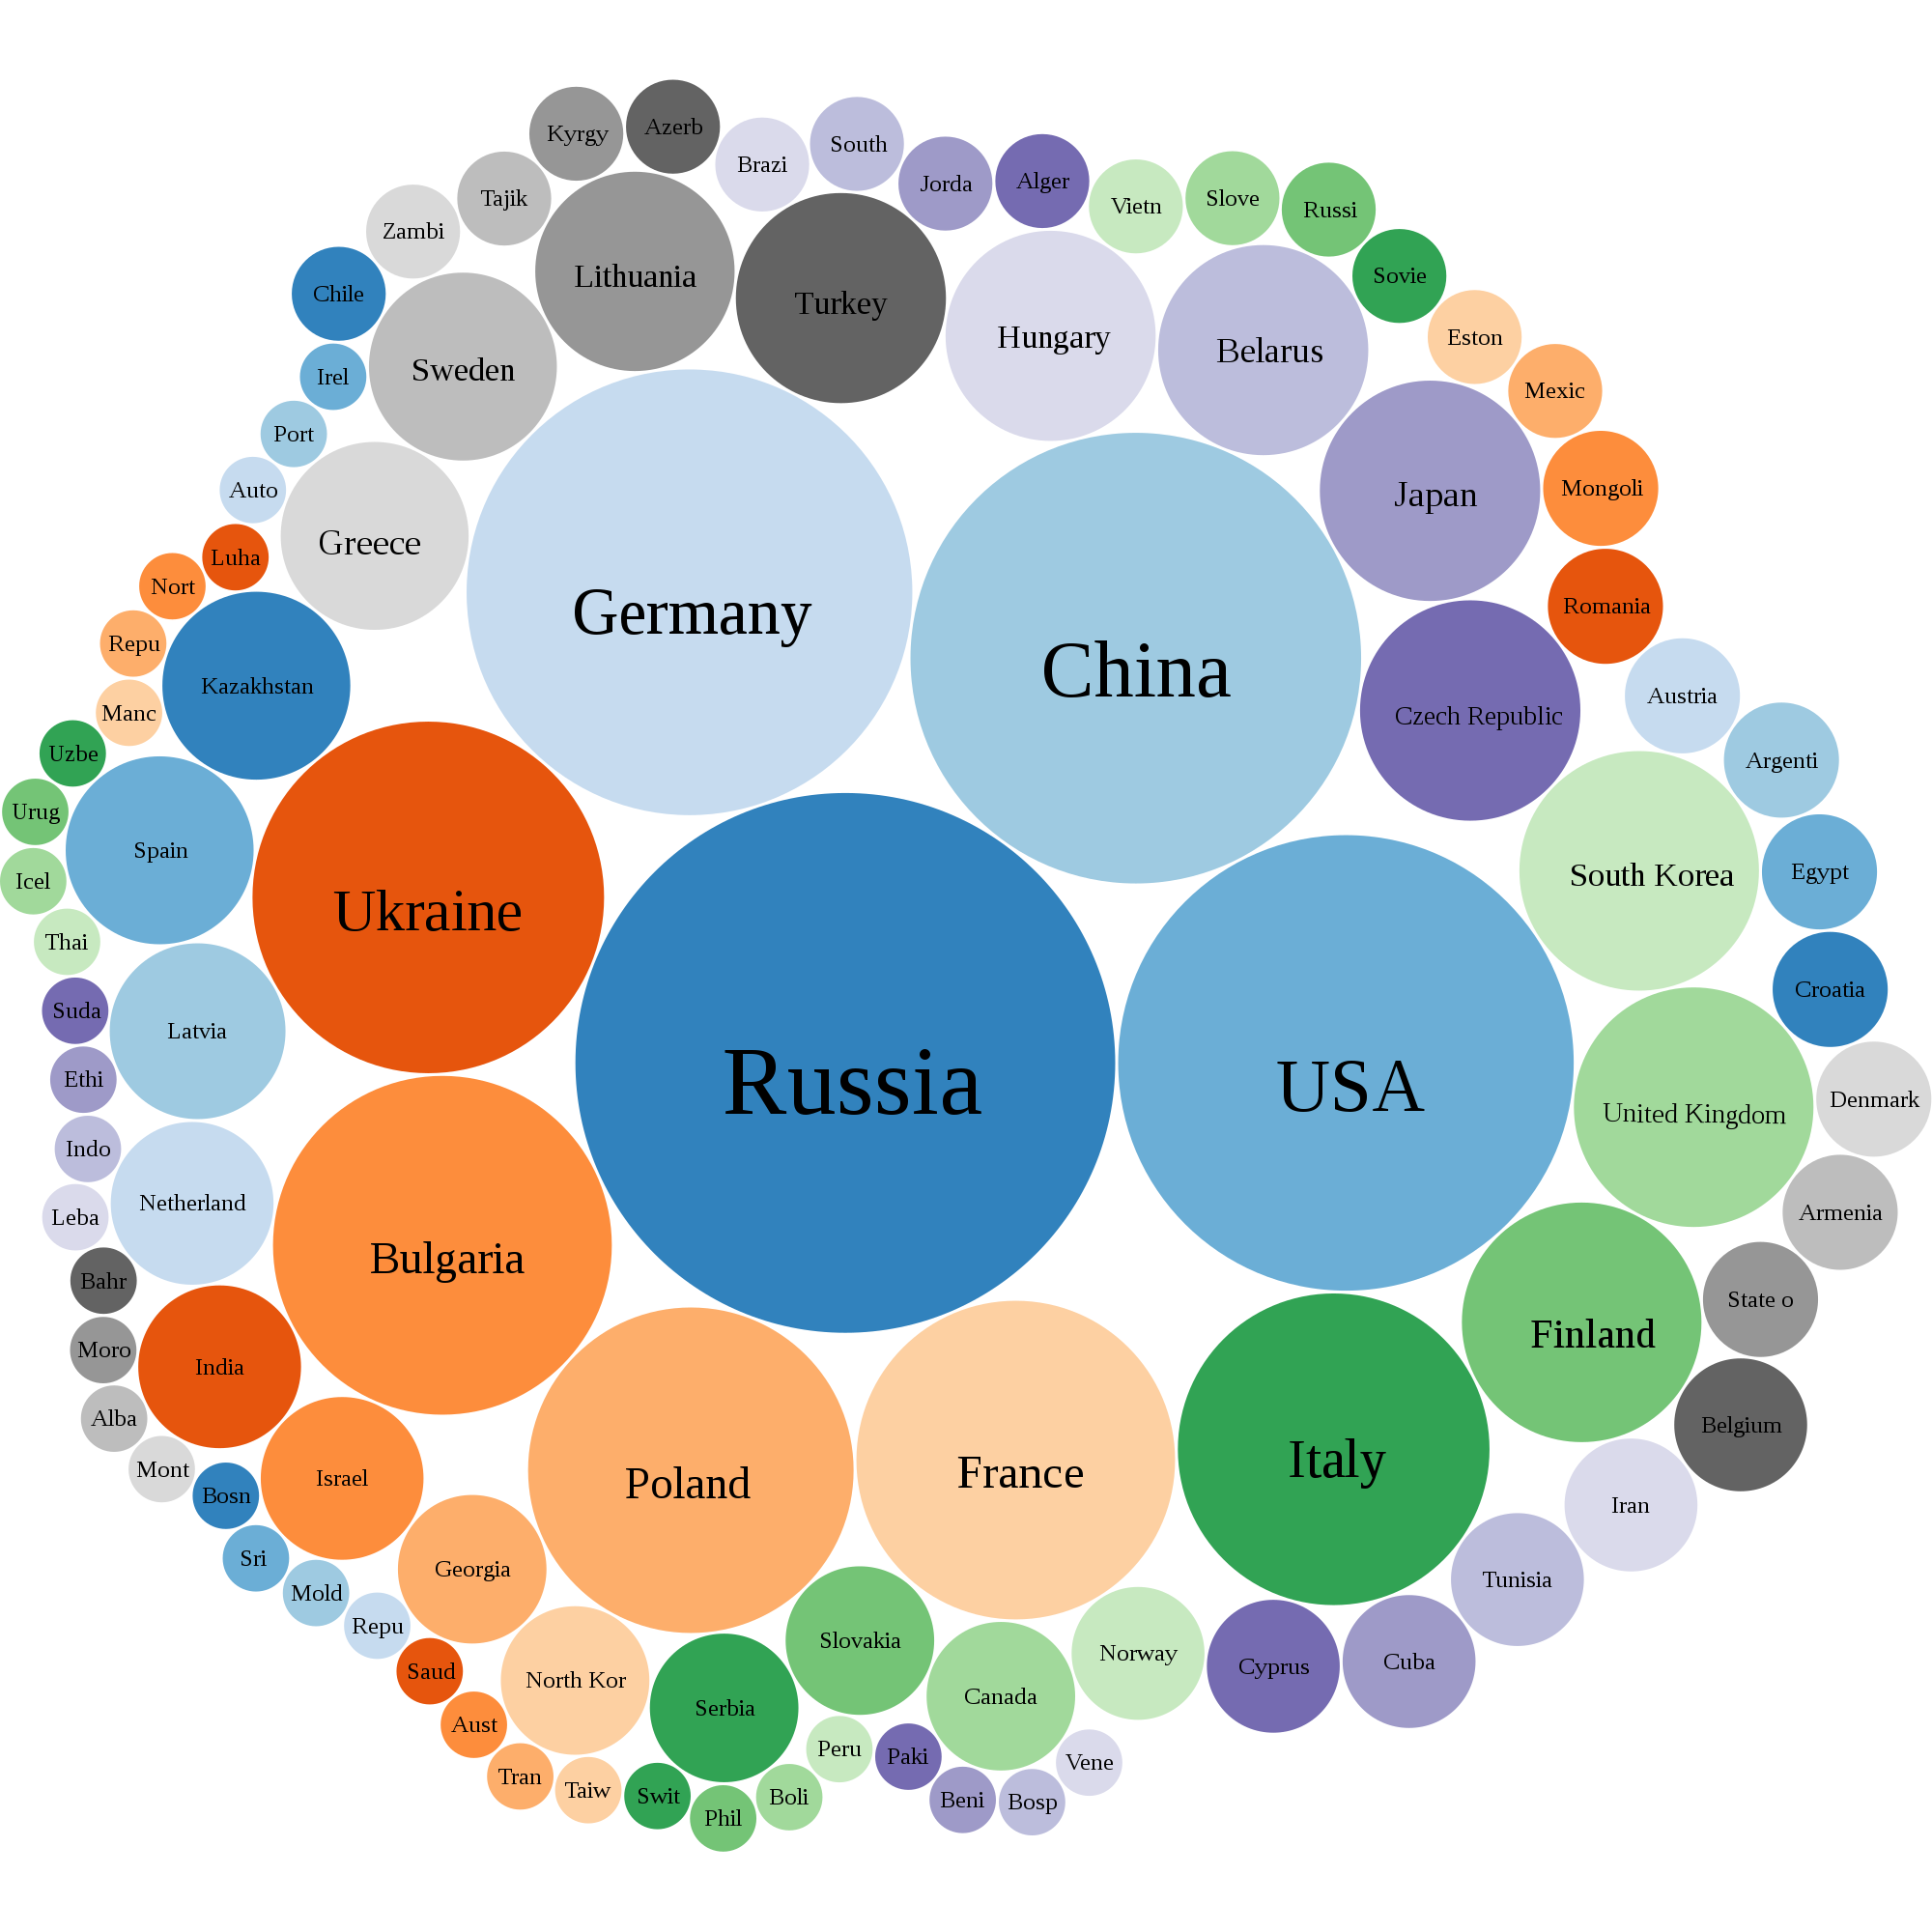 Azerb
Kyrgy
South
Brazi
Alger
Jorda
Tajik
Slove
Vietn
Russi
Zambi
Lithuania
Sovie
Chile
Turkey
Hungary
Eston
Belarus
Sweden
Irel
Mexic
Port
Mongoli
Auto
Japan
Greece
Luha
Nort
Romania
Germany
Repu
China
Kazakhstan
Austria
Manc
Czech Republic
Uzbe
Argenti
Urug
Spain
Egypt
South Korea
Icel
Ukraine
Thai
Croatia
Suda
Latvia
Ethi
Russia
USA
Denmark
United Kingdom
Indo
Netherland
Armenia
Leba
Bulgaria
Bahr
State o
Finland
Moro
India
Alba
Belgium
Italy
Mont
France
Israel
Poland
Bosn
Iran
Sri
Georgia
Tunisia
Mold
Repu
Slovakia
Norway
Cyprus
Cuba
Saud
North Kor
Canada
Serbia
Aust
Peru
Paki
Vene
Tran
Taiw
Swit
Boli
Beni
Bosp
Phil